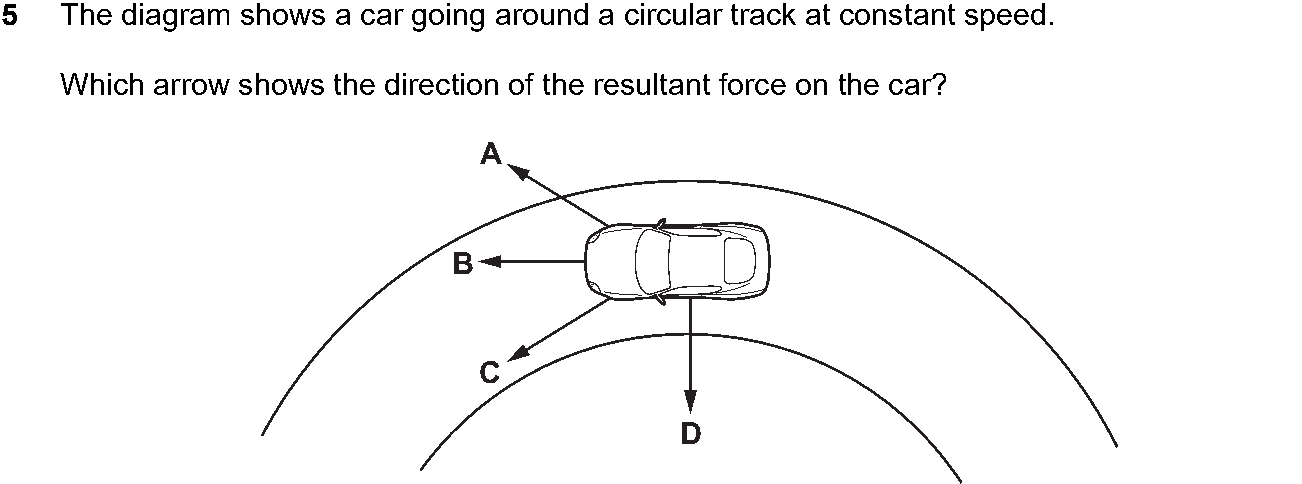 5 The diagram shows a car going around a circular track at constant speed.
Which arrow shows the direction of the resultant force on the car?
A
B
C
D